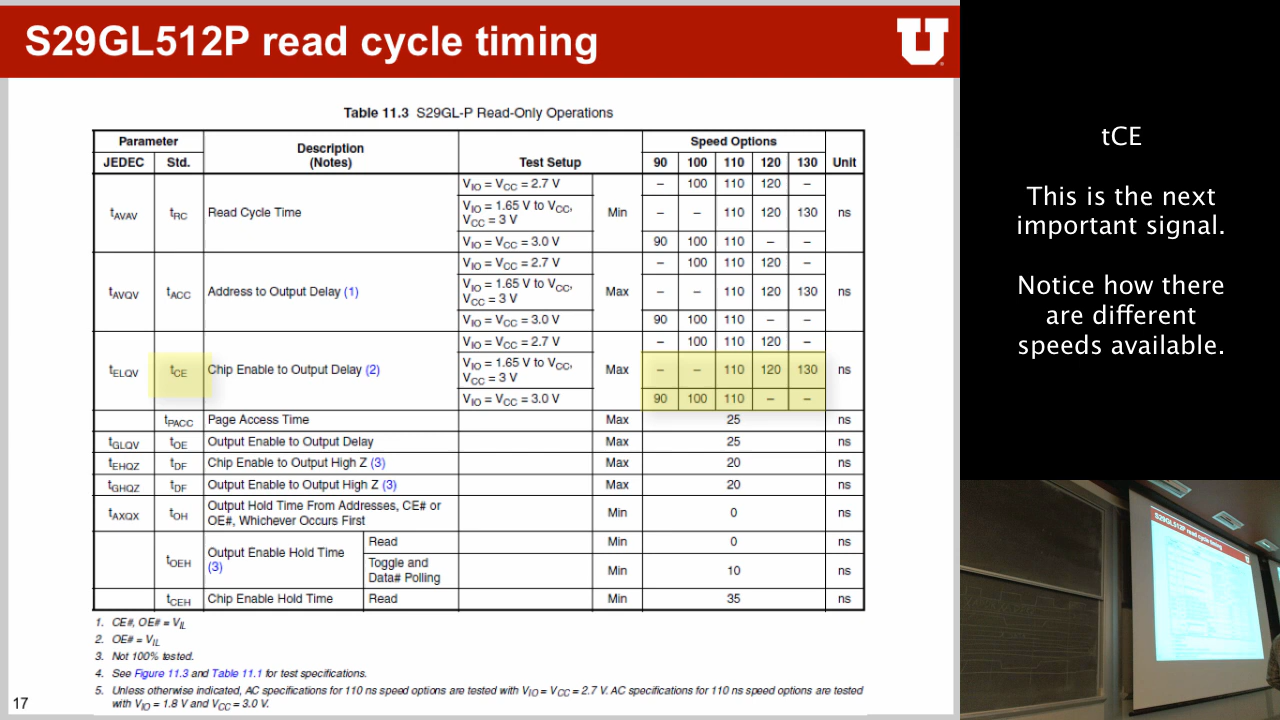 S29GL512P read cycle timing
U
Table 11.3 S29GL-P Read-Only Operations
Parameter Description (Notes) Test Setup Speed Options Unit
JEDEC Std. 90 100 110 120 130
tAVAV tRC Read Cycle Time VIO = VCC = 2.7 V Min – 100 110 120 – ns
VIO = 1.65 V to VCC, VCC = 3 V – – 110 120 130
VIO = VCC = 3.0 V 90 100 110 – –
tAVQV tACC Address to Output Delay (1) VIO = VCC = 2.7 V Max – 100 110 120 – ns
VIO = 1.65 V to VCC, VCC = 3 V – – 110 120 130
VIO = VCC = 3.0 V 90 100 110 – –
tELQV tCE Chip Enable to Output Delay (2) VIO = VCC = 2.7 V Max – 100 110 120 – ns
VIO = 1.65 V to VCC, VCC = 3 V – – 110 120 130
VIO = VCC = 3.0 V 90 100 110 – –
tPACC Page Access Time Max 25 ns
tGLQV tOE Output Enable to Output Delay Max 25 ns
tEHQZ tDF Chip Enable to Output High Z (3) Max 20 ns
tGHQZ tDF Output Enable to Output High Z (3) Max 20 ns
tAXQX tOH Output Hold Time From Addresses, CE# or OE#, Whichever Occurs First Min 0 ns
tOEH Output Enable Hold Time (3) Read Min 0 ns
Toggle and Data# Polling Min 10 ns
tCEH Chip Enable Hold Time Read Min 35 ns
1. CE#, OE# = VIL
2. OE# = VIL
3. Not 100% tested.
4. See Figure 11.3 and Table 11.1 for test specifications.
5. Unless otherwise indicated, AC specifications for 110 ns speed options are tested with VIO = VCC = 2.7 V. AC specifications for 110 ns speed options are tested
with VIO = 1.8 V and VCC = 3.0 V.
17
tCE
This is the next
important signal.
Notice how there
are different
speeds available.
S29GL512P read cycle timing